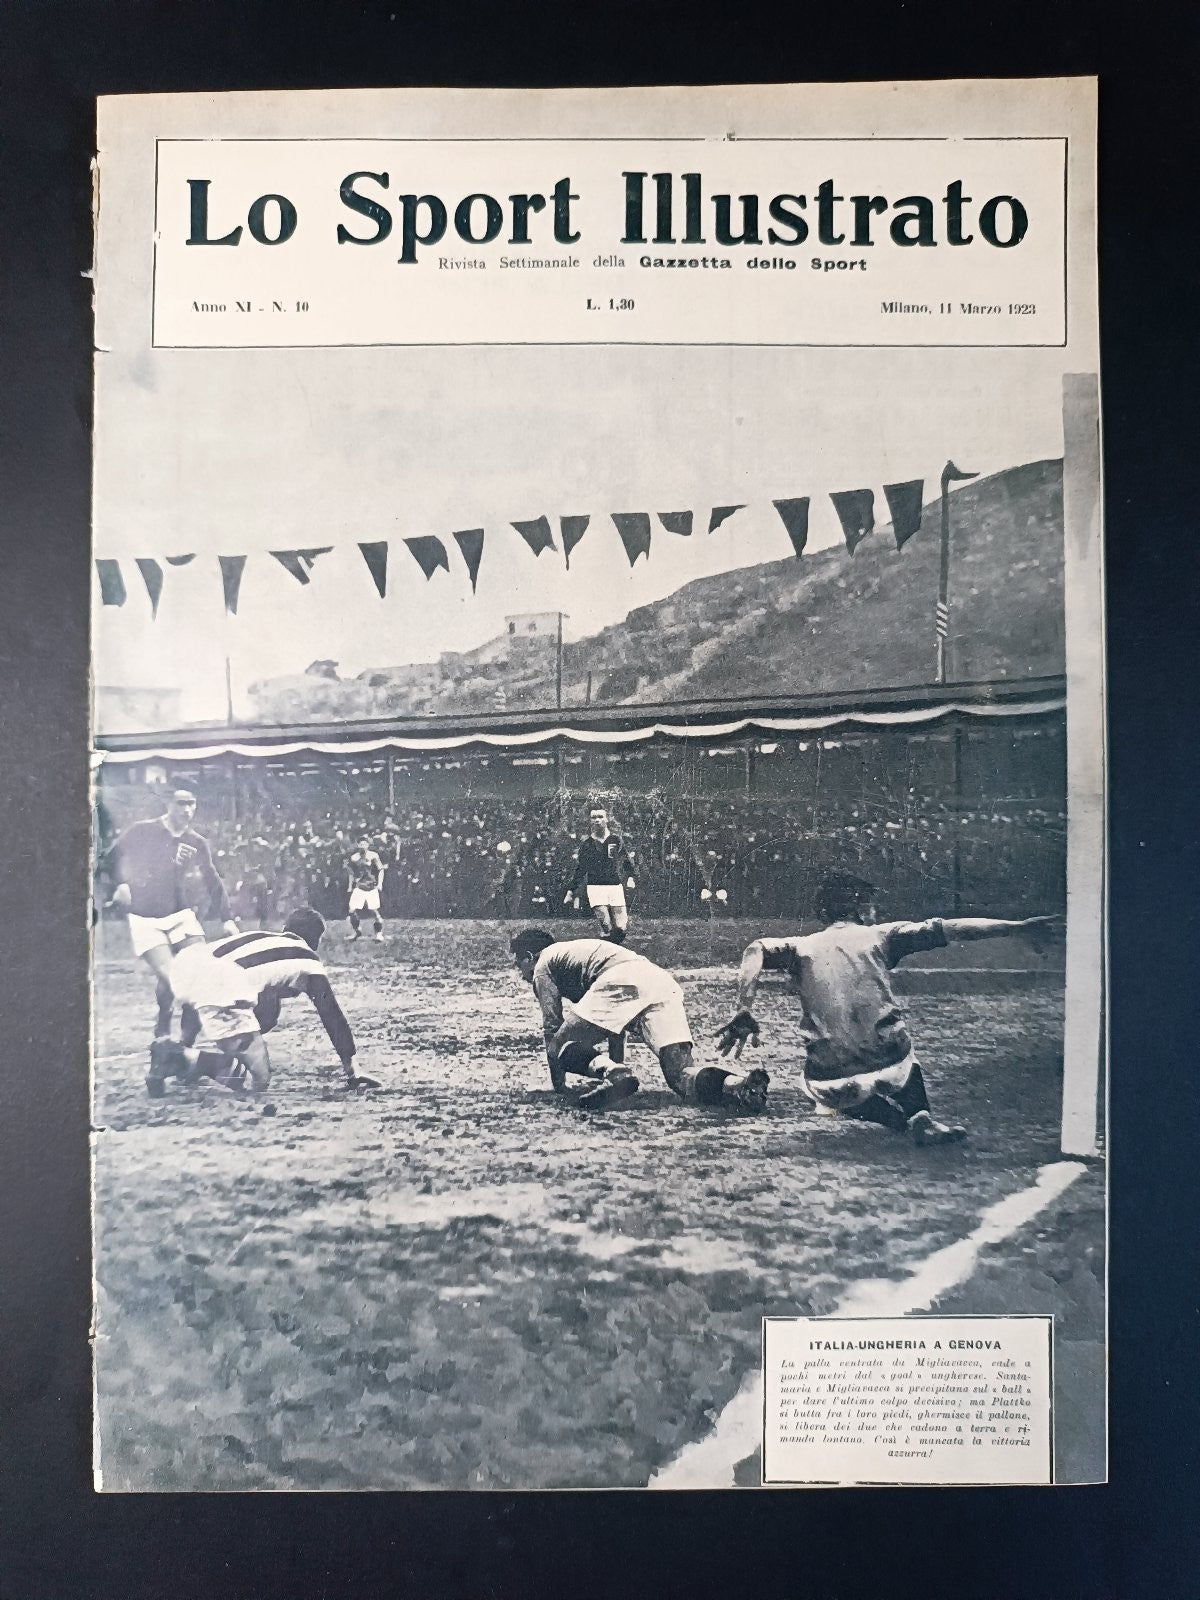 Lo Sport Illustrato
Rivista Settimanale della Gazzetta dello Sport
Anno XI - N. 10
L. 1,30
Milano, 11 Marzo 1923
ITALIA-UNGHERIA A GENOVA
La palla centrata da Migliavacca, cade a
pochi metri dal « goal » ungherese. Santa-
maria e Migliavacca si precipitano sul « ball »
per dare l'ultimo colpo decisivo; ma Plattko
si butta fra i loro piedi, ghermisce il pallone,
si libera dei due che cadono a terra e ri-
manda lontano. Così è mancata la vittoria
azzurra!